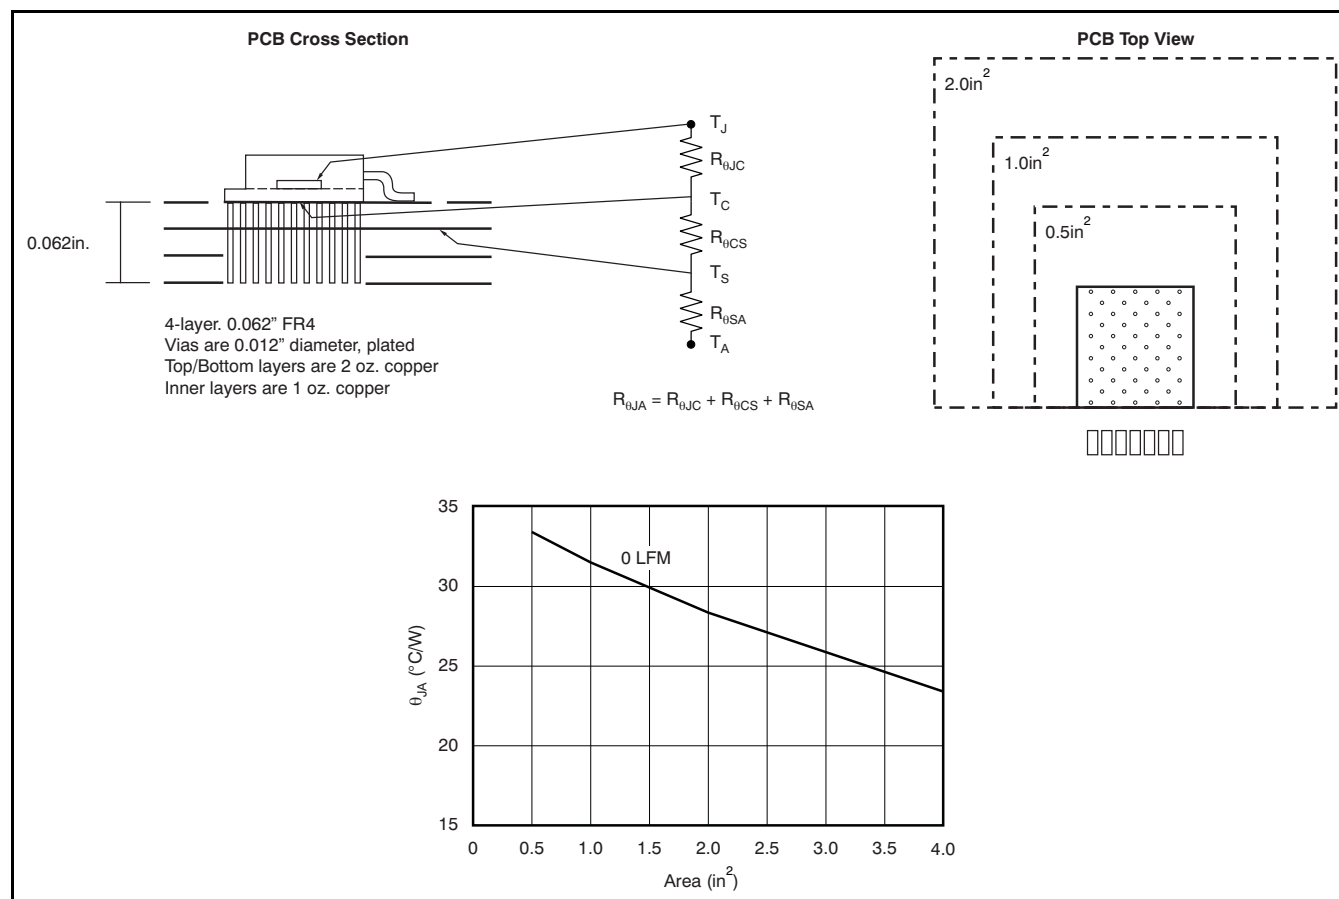 PCB Cross Section
PCB Top View
2.0in²
1.0in²
0.5in²
T_J
R_θJC
T_C
R_θCS
T_S
R_θSA
T_A
0.062in.
4-layer. 0.062” FR4
Vias are 0.012” diameter, plated
Top/Bottom layers are 2 oz. copper
Inner layers are 1 oz. copper
R_θJA = R_θJC + R_θCS + R_θSA
35
30
25
20
15
θ_JA (°C/W)
0 LFM
0 0.5 1.0 1.5 2.0 2.5 3.0 3.5 4.0
Area (in²)